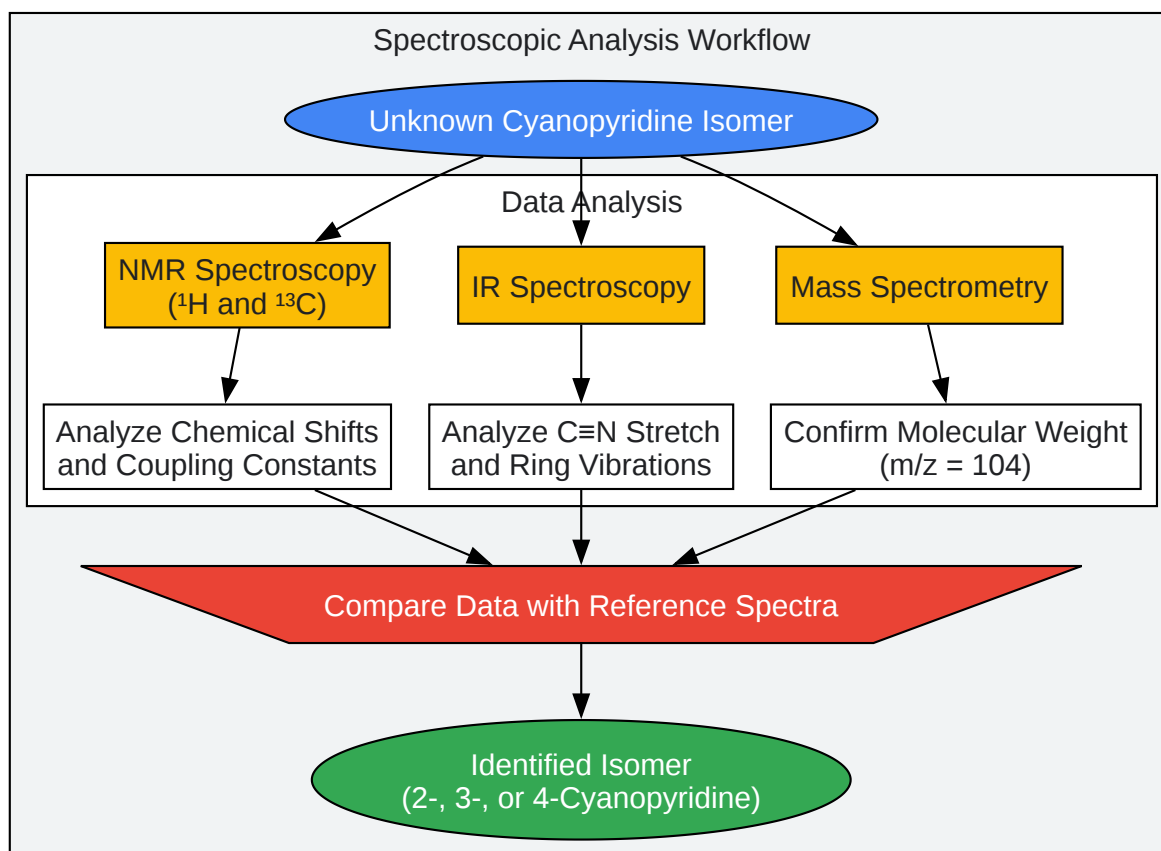 Spectroscopic Analysis Workflow
Unknown Cyanopyridine Isomer
Data Analysis
NMR Spectroscopy
(¹H and ¹³C)
IR Spectroscopy
Mass Spectrometry
Analyze Chemical Shifts
and Coupling Constants
Analyze C≡N Stretch
and Ring Vibrations
Confirm Molecular Weight
(m/z = 104)
Compare Data with Reference Spectra
Identified Isomer
(2-, 3-, or 4-Cyanopyridine)